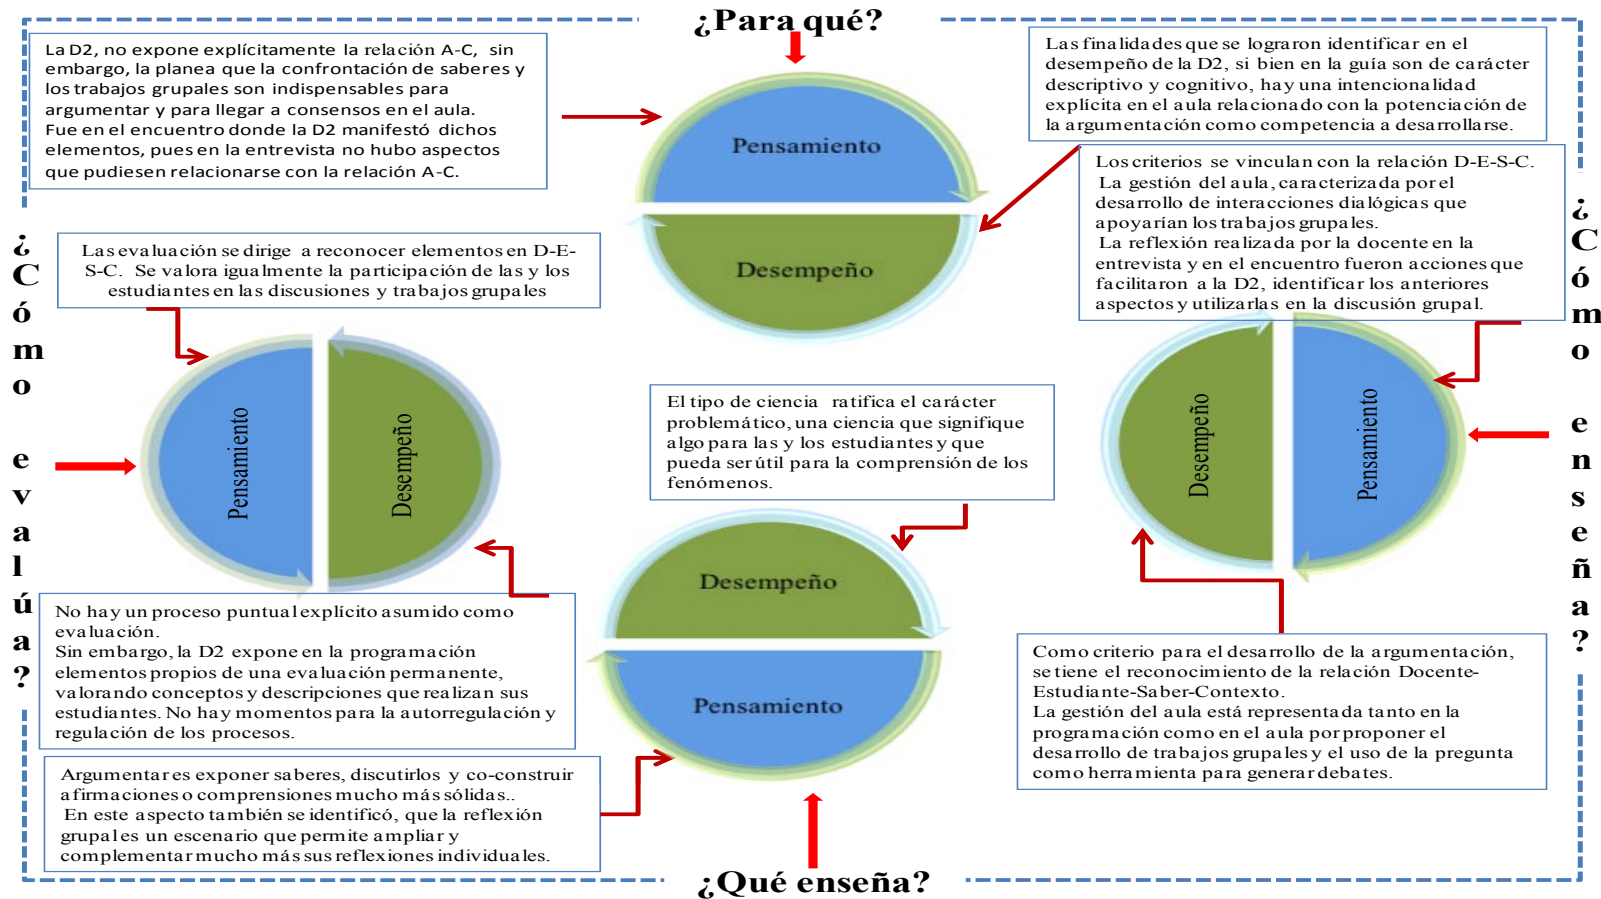 ¿Para qué?
La D2, no expone explícitamente la relación A-C, sin
embargo, la planea que la confrontación de saberes y
los trabajos grupales son indispensables para
argumentar y para llegar a consensos en el aula.
Fue en el encuentro donde la D2 manifestó dichos
elementos, pues en la entrevista no hubo aspectos
que pudiesen relacionarse con la relación A-C.
Las finalidades que se lograron identificar en el
desempeño de la D2, si bien en la guía son de carácter
descriptivo y cognitivo, hay una intencionalidad
explícita en el aula relacionado con la potenciación de
la argumentación como competencia a desarrollarse.
Pensamiento
Desempeño
Los criterios se vinculan con la relación D-E-S-C.
La gestión del aula, caracterizada por el
desarrollo de interacciones dialógicas que
apoyarían los trabajos grupales.
La reflexión realizada por la docente en la
entrevista y en el encuentro fueron acciones que
facilitaron a la D2, identificar los anteriores
aspectos y utilizarlas en la discusión grupal.
¿Cómo evalúa?
Las evaluación se dirige a reconocer elementos en D-E-
S-C. Se valora igualmente la participación de las y los
estudiantes en las discusiones y trabajos grupales
Pensamiento
Desempeño
El tipo de ciencia ratifica el carácter
problemático, una ciencia que signifique
algo para las y los estudiantes y que
pueda ser útil para la comprensión de los
fenómenos.
Desempeño
Pensamiento
¿Cómo enseña?
Desempeño
Pensamiento
No hay un proceso puntual explícito asumido como
evaluación.
Sin embargo, la D2 expone en la programación
elementos propios de una evaluación permanente,
valorando conceptos y descripciones que realizan sus
estudiantes. No hay momentos para la autorregulación y
regulación de los procesos.
Como criterio para el desarrollo de la argumentación,
se tiene el reconocimiento de la relación Docente-
Estudiante-Saber-Contexto.
La gestión del aula está representada tanto en la
programación como en el aula por proponer el
desarrollo de trabajos grupales y el uso de la pregunta
como herramienta para generar debates.
Argumentar es exponer saberes, discutirlos y co-construir
afirmaciones o comprensiones mucho más sólidas..
En este aspecto también se identificó, que la reflexión
grupal es un escenario que permite ampliar y
complementar mucho más sus reflexiones individuales.
¿Qué enseña?